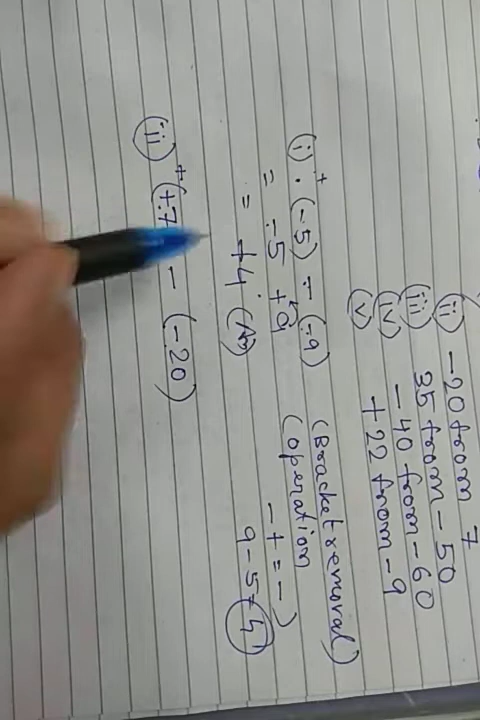 (ii) -20 from 7
(iii) 35 from -50
(iv) -40 from -60
(v) +22 from -9
(i) +(-5) - (-9) (Bracket removal)
= -5 + 9 (operation
= +4 (A) - + = -)
9 - 5 = 4
(ii) +(+7 - (-20)